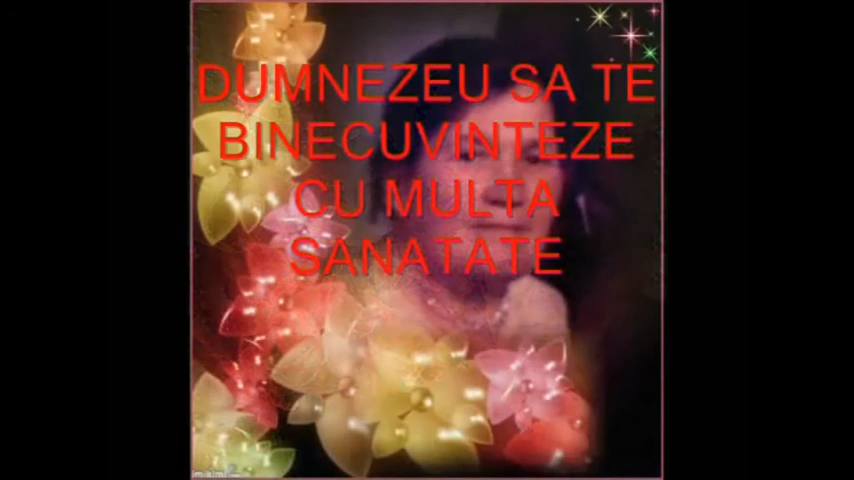 DUMNEZEU SA TE
BINECUVINTEZE
CU MULTA
SANATATE